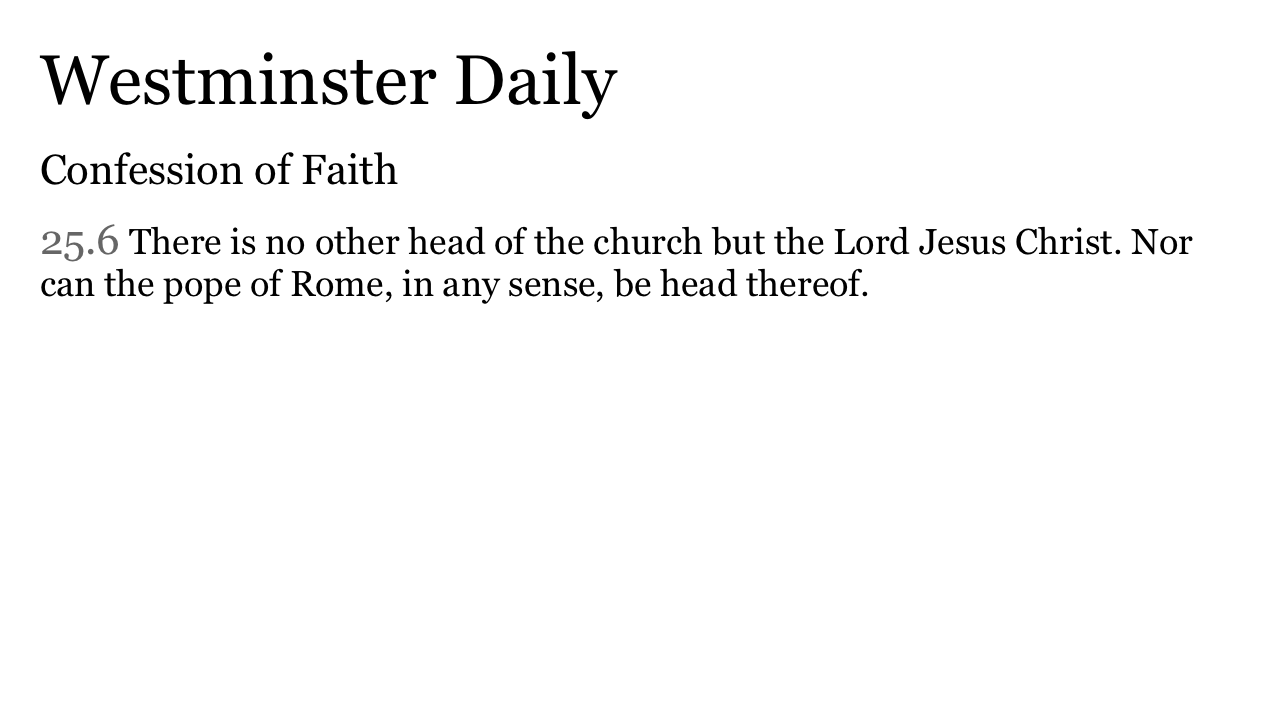 Westminster Daily
Confession of Faith
25.6 There is no other head of the church but the Lord Jesus Christ. Nor
can the pope of Rome, in any sense, be head thereof.